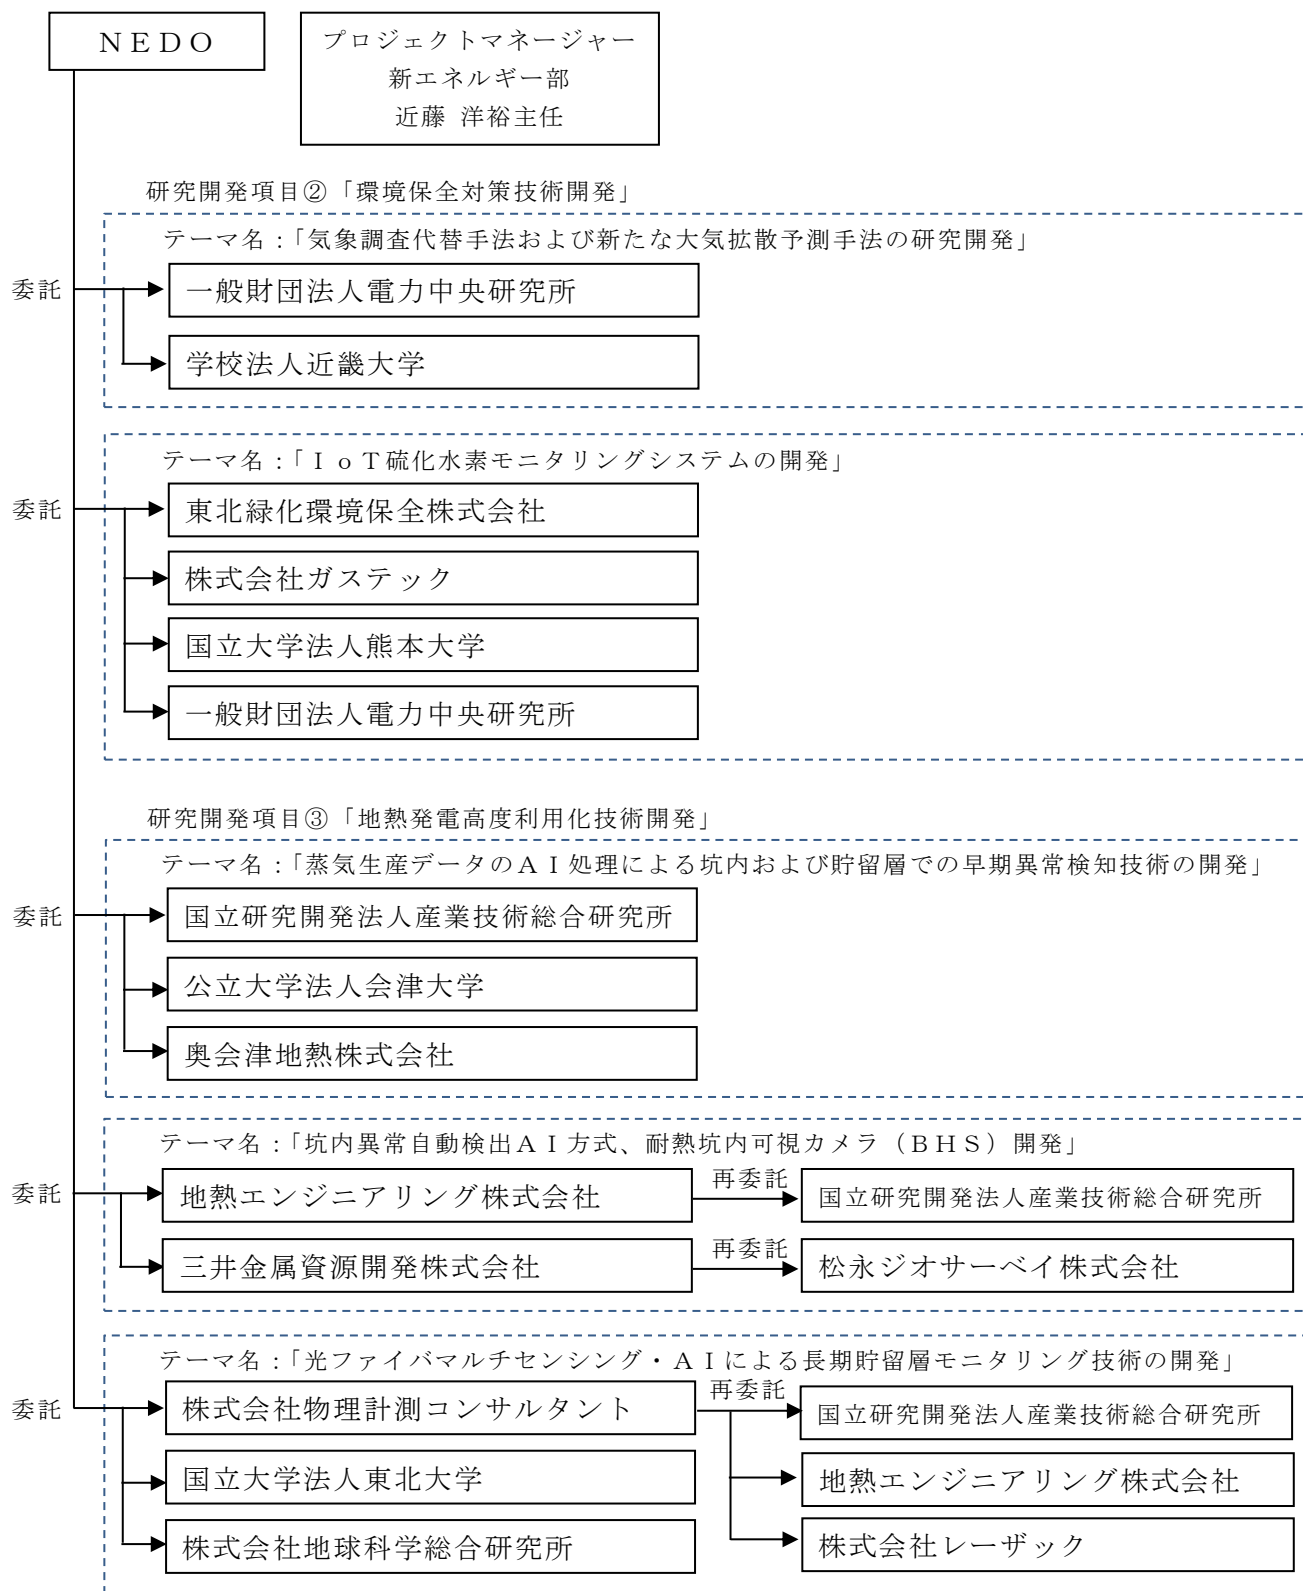 ＮＥＤＯ
プロジェクトマネージャー
新エネルギー部
近藤 洋裕主任
研究開発項目②「環境保全対策技術開発」
テーマ名：「気象調査代替手法および新たな大気拡散予測手法の研究開発」
委託
一般財団法人電力中央研究所
学校法人近畿大学
テーマ名：「ＩｏＴ硫化水素モニタリングシステムの開発」
委託
東北緑化環境保全株式会社
株式会社ガステック
国立大学法人熊本大学
一般財団法人電力中央研究所
研究開発項目③「地熱発電高度利用化技術開発」
テーマ名：「蒸気生産データのＡＩ処理による坑内および貯留層での早期異常検知技術の開発」
委託
国立研究開発法人産業技術総合研究所
公立大学法人会津大学
奥会津地熱株式会社
テーマ名：「坑内異常自動検出ＡＩ方式、耐熱坑内可視カメラ（ＢＨＳ）開発」
委託
地熱エンジニアリング株式会社
再委託
国立研究開発法人産業技術総合研究所
三井金属資源開発株式会社
再委託
松永ジオサーベイ株式会社
テーマ名：「光ファイバマルチセンシング・ＡＩによる長期貯留層モニタリング技術の開発」
委託
株式会社物理計測コンサルタント
再委託
国立研究開発法人産業技術総合研究所
国立大学法人東北大学
地熱エンジニアリング株式会社
株式会社地球科学総合研究所
株式会社レーザック